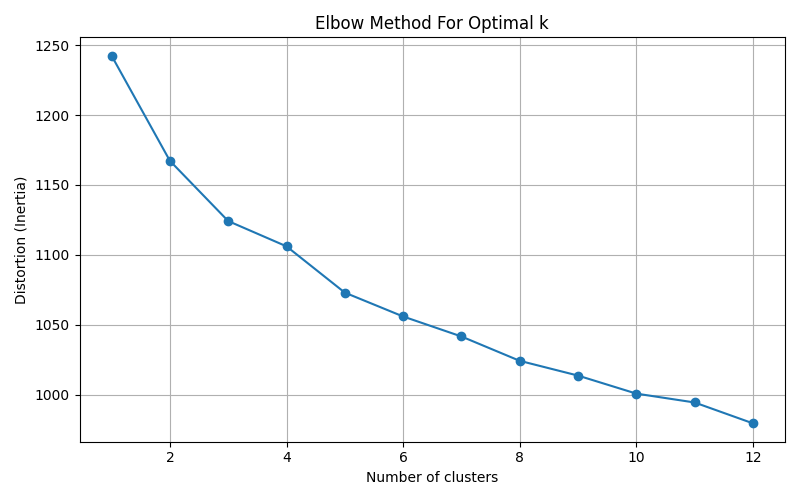 Elbow Method For Optimal k
1250
1200
1150
1100
1050
1000
Distortion (Inertia)
2 4 6 8 10 12
Number of clusters